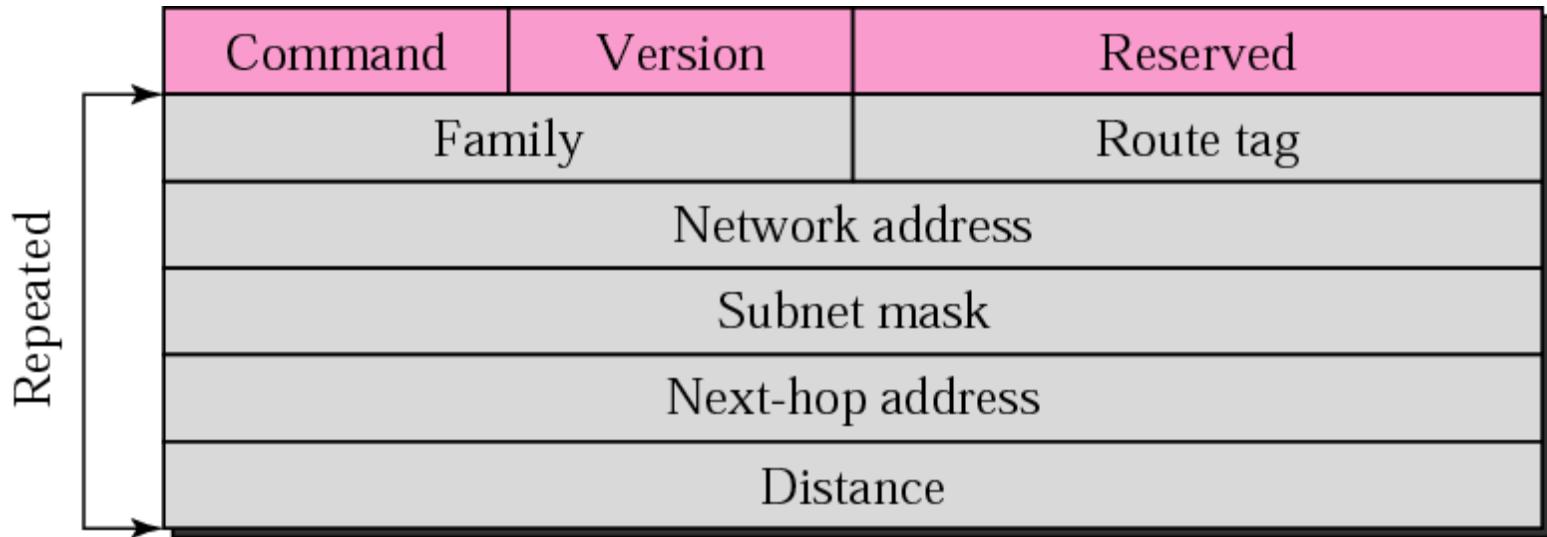 Command Version Reserved
Family Route tag
Network address
Subnet mask
Next-hop address
Distance
Repeated